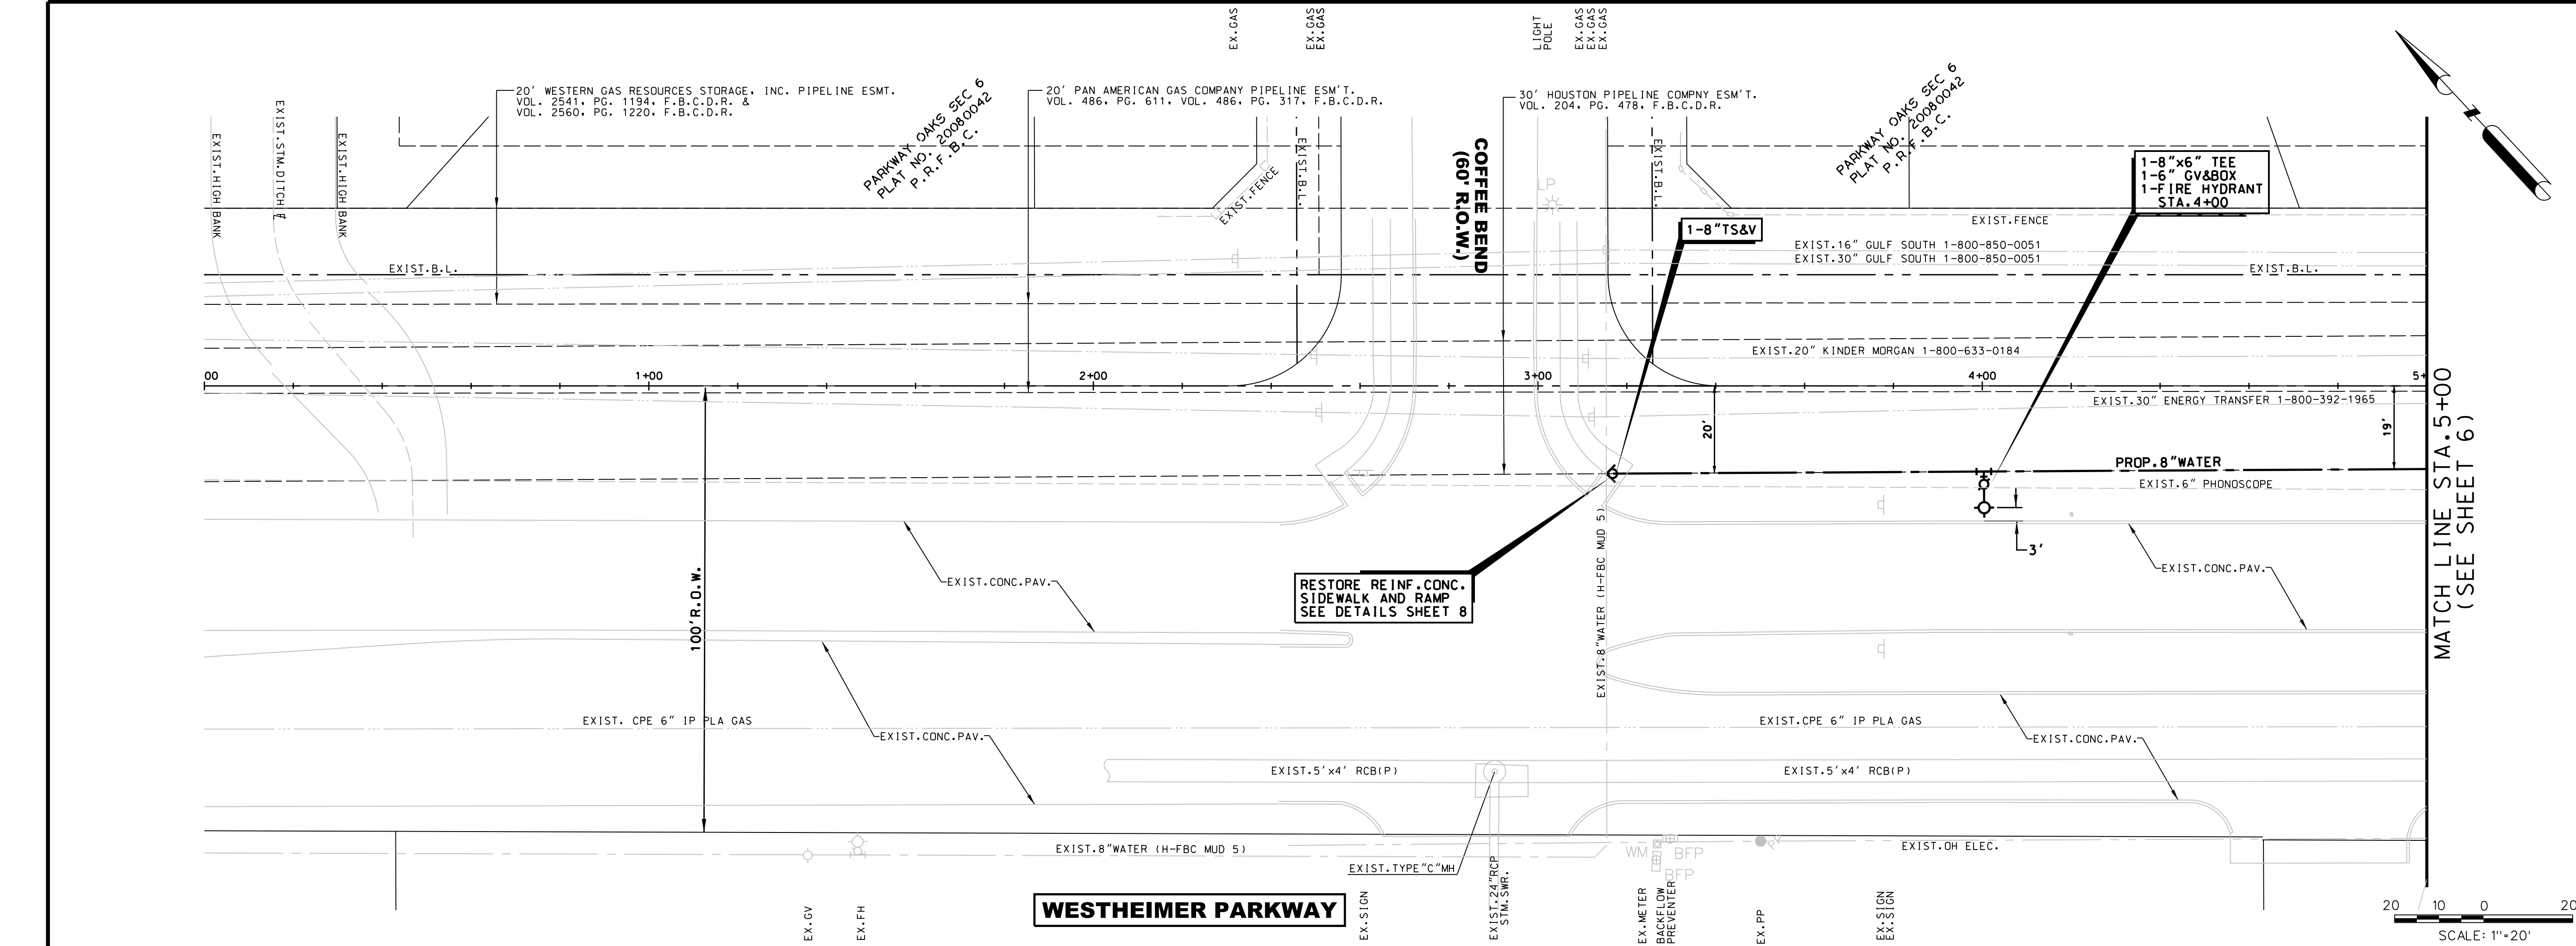 EX.GAS
EX.GAS
EX.GAS
LIGHT
POLE
EX.GAS
EX.GAS
EX.GAS
20' WESTERN GAS RESOURCES STORAGE, INC. PIPELINE ESMT.
VOL. 2541, PG. 1194, F.B.C.D.R. &
VOL. 2560, PG. 1220, F.B.C.D.R.
PARKWAY OAKS SEC 6
PLAT NO. 20080042
P.R.F.B.C.
20' PAN AMERICAN GAS COMPANY PIPELINE ESM'T.
VOL. 486, PG. 611, VOL. 486, PG. 317, F.B.C.D.R.
30' HOUSTON PIPELINE COMPNY ESM'T.
VOL. 204, PG. 478, F.B.C.D.R.
PARKWAY OAKS SEC 6
PLAT NO. 20080042
P.R.F.B.C.
N
EXIST.HIGH BANK
EXIST.STM.DITCH
EXIST.HIGH BANK
EXIST.FENCE
EXIST.B.L.
COFFEE BEND
(60' R.O.W.)
LP
EXIST.B.L.
1-8"x6" TEE
1-6" GV&BOX
1-FIRE HYDRANT
STA.4+00
1-8"TS&V
EXIST.FENCE
EXIST.16" GULF SOUTH 1-800-850-0051
EXIST.30" GULF SOUTH 1-800-850-0051
EXIST.B.L.
EXIST.B.L.
EXIST.20" KINDER MORGAN 1-800-633-0184
00
1+00
2+00
3+00
4+00
5+
EXIST.30" ENERGY TRANSFER 1-800-392-1965
20'
19'
PROP.8"WATER
EXIST.6" PHONOSCOPE
3'
MATCH LINE STA.5+00
(SEE SHEET 6)
100'R.O.W.
EXIST.CONC.PAV.
RESTORE REINF.CONC.
SIDEWALK AND RAMP
SEE DETAILS SHEET 8
EXIST.8"WATER (H-FBC MUD 5)
EXIST.CONC.PAV.
EXIST. CPE 6" IP PLA GAS
EXIST.CPE 6" IP PLA GAS
EXIST.CONC.PAV.
EXIST.CONC.PAV.
EXIST.5'x4' RCB(P)
EXIST.5'x4' RCB(P)
EXIST.8"WATER (H-FBC MUD 5)
EXIST.TYPE"C"MH
EXIST.24"RCP
STM.SWR.
WM
BFP
BFP
PP
EXIST.OH ELEC.
EX.GV
EX.FH
WESTHEIMER PARKWAY
EX.SIGN
EX.METER
BACKFLOW
PREVENTER
EX.PP
EX.SIGN
EX.SIGN
20 10 0 20
SCALE: 1"=20'